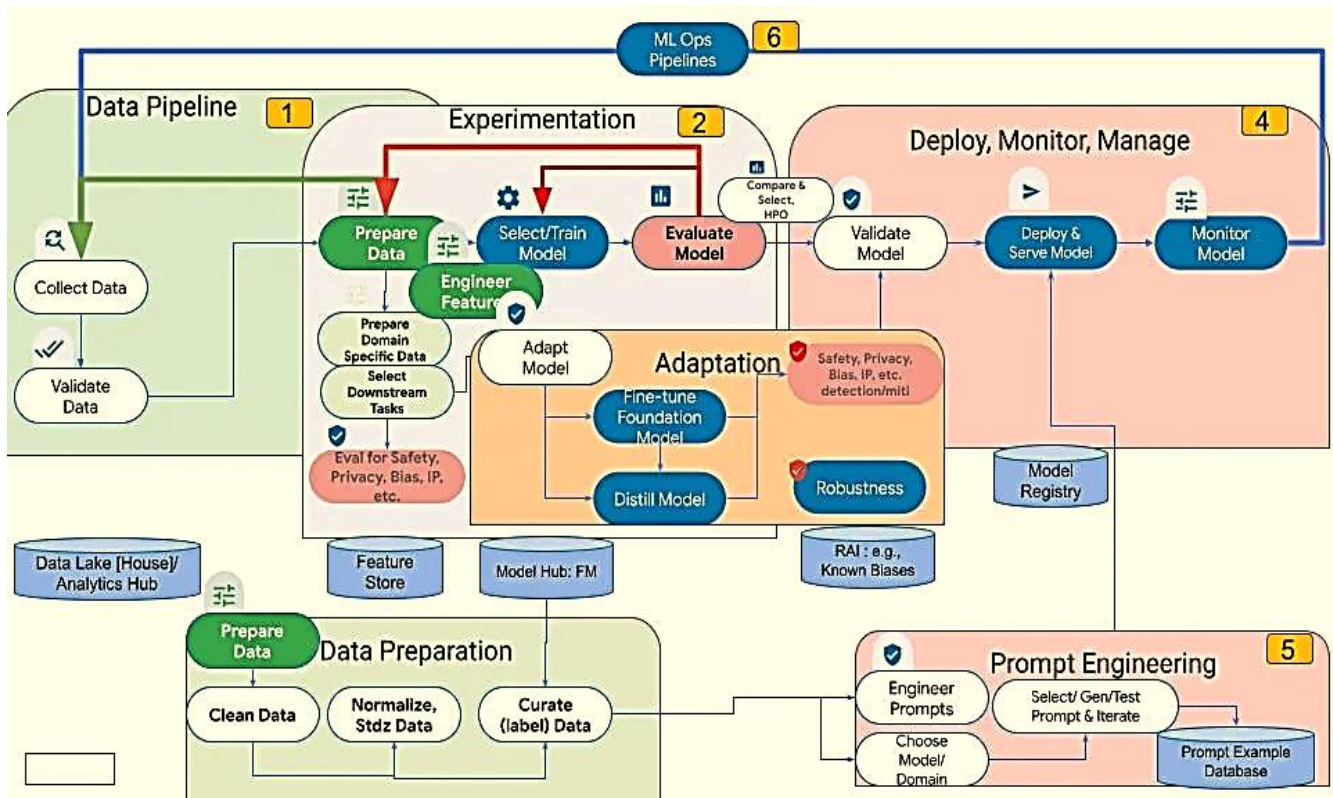 ML Ops
Pipelines
6
Data Pipeline
1
Experimentation
2
Deploy, Monitor, Manage
4
Collect Data
Validate
Data
Prepare
Data
Engineer
Feature
Select/Train
Model
Evaluate
Model
Compare &
Select,
HPO
Validate
Model
Deploy &
Serve Model
Monitor
Model
Prepare
Domain
Specific Data
Select
Downstream
Tasks
Eval for Safety,
Privacy, Bias, IP,
etc.
Adapt
Model
Adaptation
Fine-tune
Foundation
Model
Distill Model
Safety, Privacy,
Bias, IP, etc.
detection/miti
Robustness
Model
Registry
Data Lake [House]/
Analytics Hub
Feature
Store
Model Hub: FM
RAI : e.g.,
Known Biases
Prepare
Data
Data Preparation
Clean Data
Normalize,
Stdz Data
Curate
(label) Data
Prompt Engineering
5
Engineer
Prompts
Choose
Model/
Domain
Select/ Gen/Test
Prompt & Iterate
Prompt Example
Database